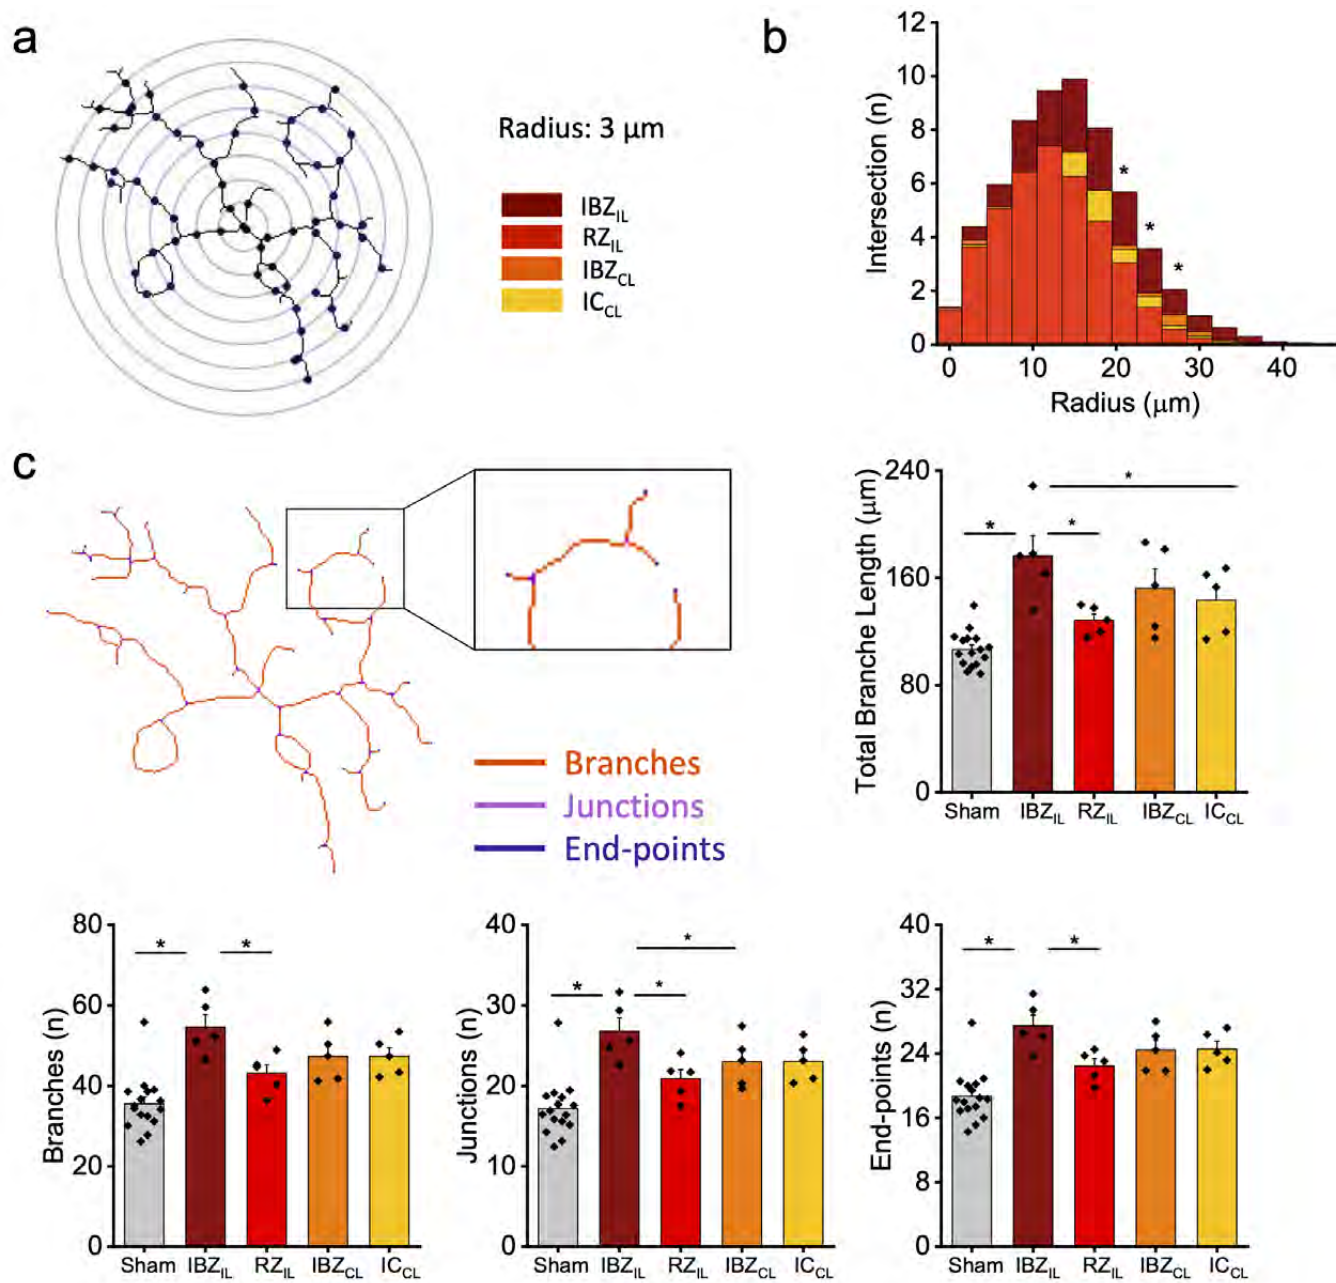 a
Radius: 3 μm
IBZIL
RZIL
IBZCL
ICCL
b
Intersection (n)
12
10
8
6
4
2
0
* * *
0 10 20 30 40
Radius (μm)
c
Branches
Junctions
End-points
Total Branche Length (μm)
240
160
80
0
*
* *
Sham IBZIL RZIL IBZCL ICCL
Branches (n)
80
60
40
20
0
* *
Sham IBZIL RZIL IBZCL ICCL
Junctions (n)
40
30
20
10
0
*
* *
Sham IBZIL RZIL IBZCL ICCL
End-points (n)
40
32
24
16
8
0
* *
Sham IBZIL RZIL IBZCL ICCL